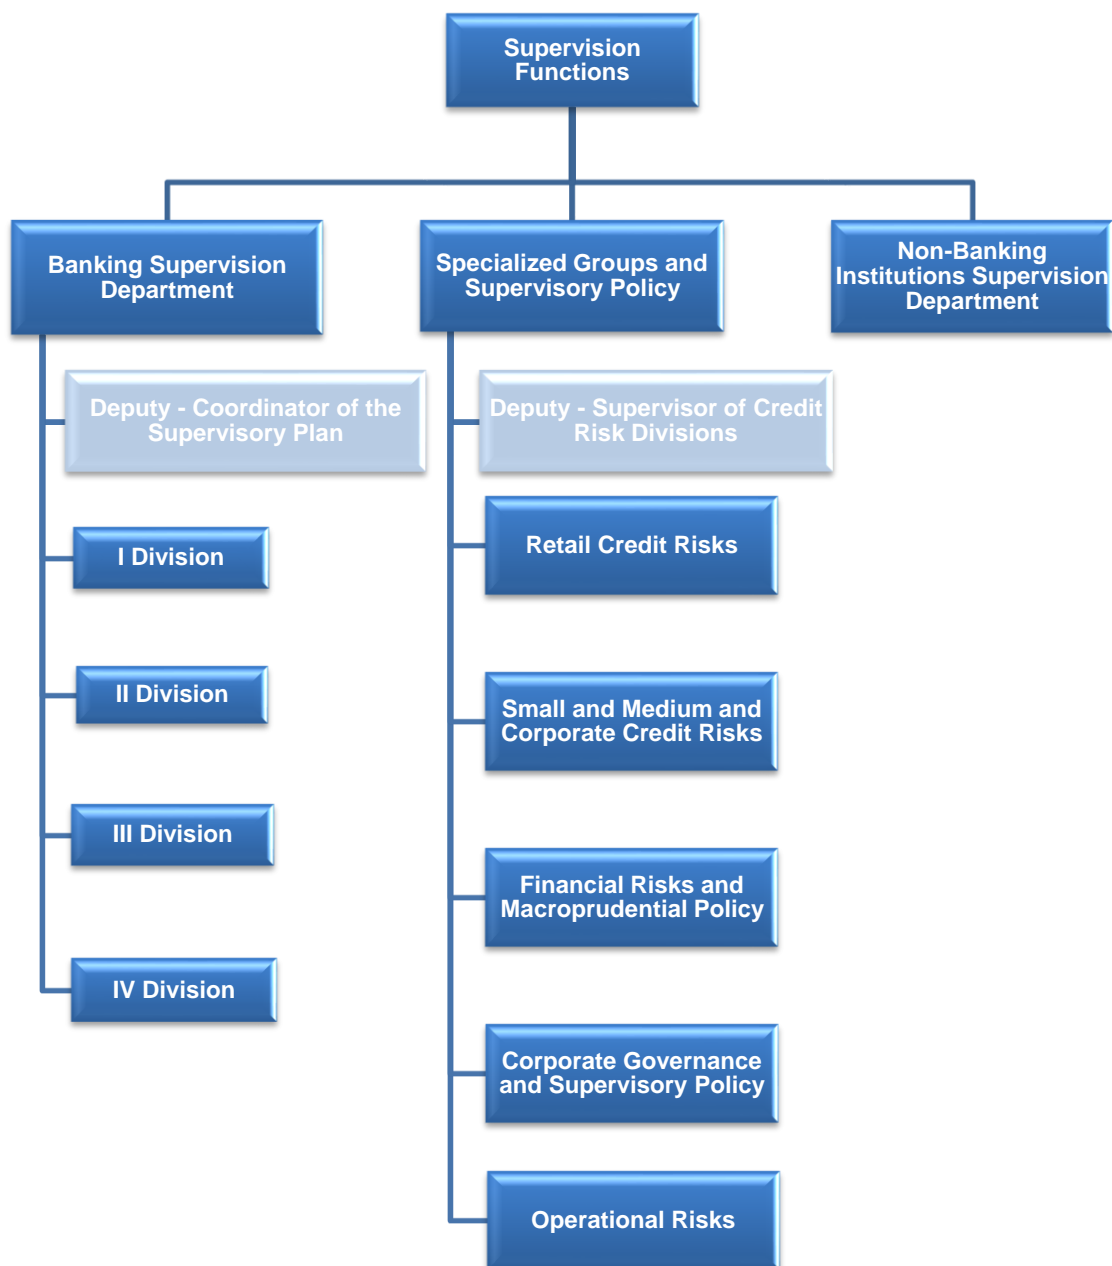 Supervision
Functions
Banking Supervision
Department
Specialized Groups and
Supervisory Policy
Non-Banking
Institutions Supervision
Department
Deputy - Coordinator of the
Supervisory Plan
I Division
II Division
III Division
IV Division
Deputy - Supervisor of Credit
Risk Divisions
Retail Credit Risks
Small and Medium and
Corporate Credit Risks
Financial Risks and
Macroprudential Policy
Corporate Governance
and Supervisory Policy
Operational Risks